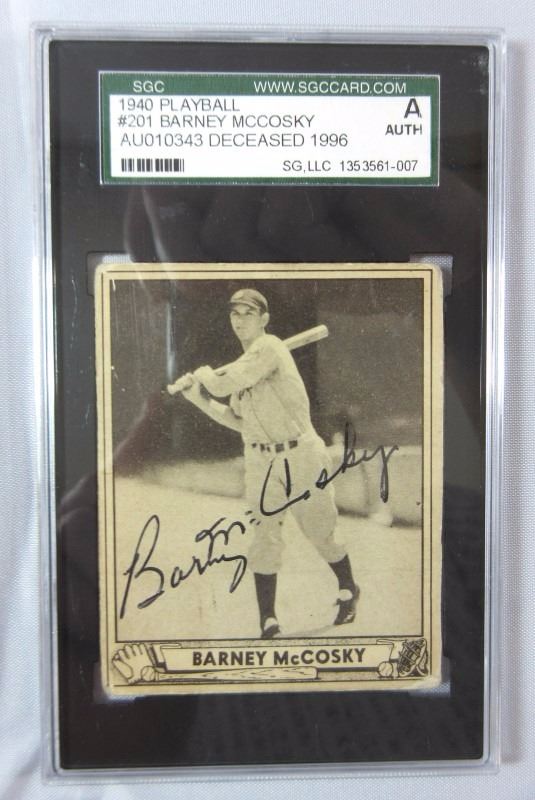 SGC WWW.SGCCARD.COM
1940 PLAYBALL A
#201 BARNEY MCCOSKY AUTH
AU010343 DECEASED 1996
SG,LLC 1353561-007
Barney McCosky
BARNEY McCOSKY